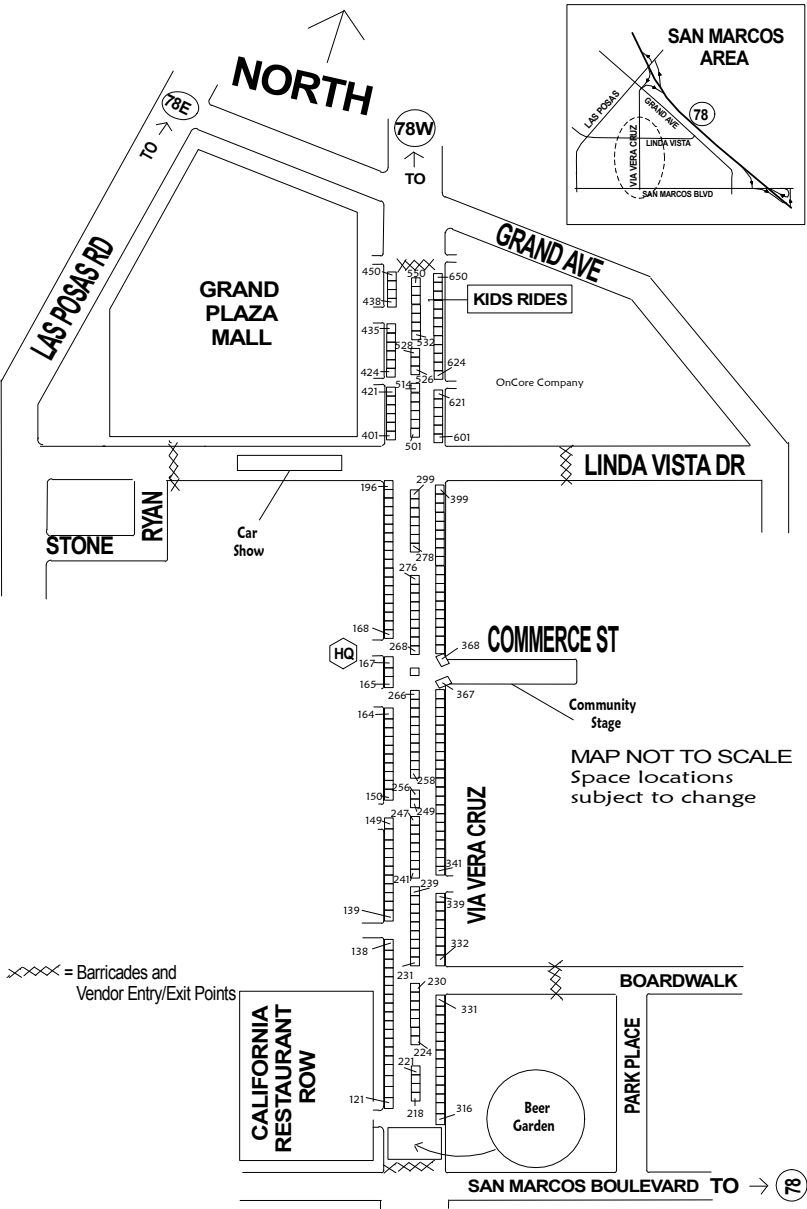 SAN MARCOS
AREA
LAS POSAS
GRAND AVE
78
LINDA VISTA
VIA VERA CRUZ
SAN MARCOS BLVD
NORTH
78E
TO
78W
TO
LAS POSAS RD
GRAND AVE
GRAND
PLAZA
MALL
450
550
650
438
KIDS RIDES
435
532
528
624
424
526
OnCore Company
421
514
621
401
501
601
LINDA VISTA DR
196
299
399
RYAN
STONE
Car
Show
278
276
168
268
368
COMMERCE ST
HQ
167
165
266
367
164
Community
Stage
MAP NOT TO SCALE
Space locations
subject to change
258
256
150
247
249
149
VIA VERA CRUZ
341
241
239
339
139
138
332
= Barricades and
Vendor Entry/Exit Points
231
230
BOARDWALK
331
CALIFORNIA
RESTAURANT
ROW
224
221
PARK PLACE
121
218
316
Beer
Garden
SAN MARCOS BOULEVARD TO
78